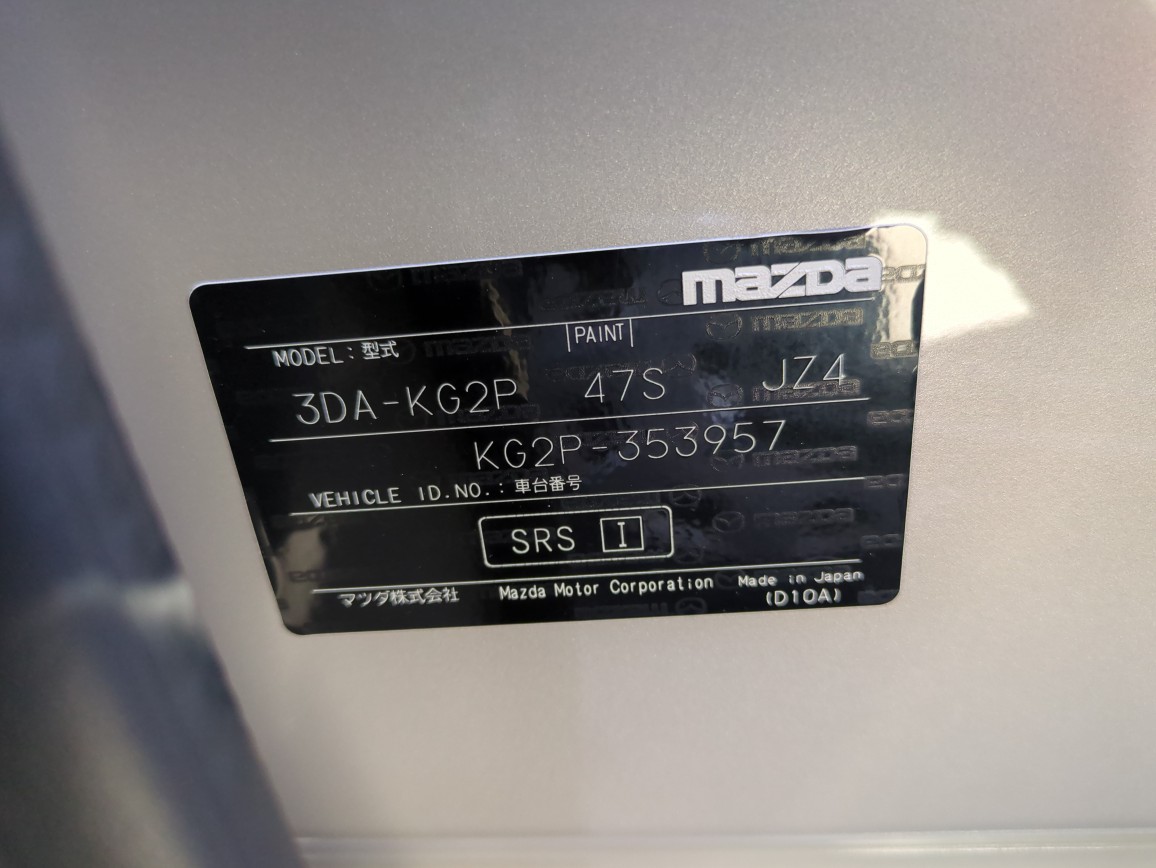 mazda
MODEL：型式 |PAINT|
3DA-KG2P 47S JZ4
KG2P-353957
VEHICLE ID.NO.：車台番号
SRS I
マツダ株式会社 Mazda Motor Corporation Made in Japan
(D10A)